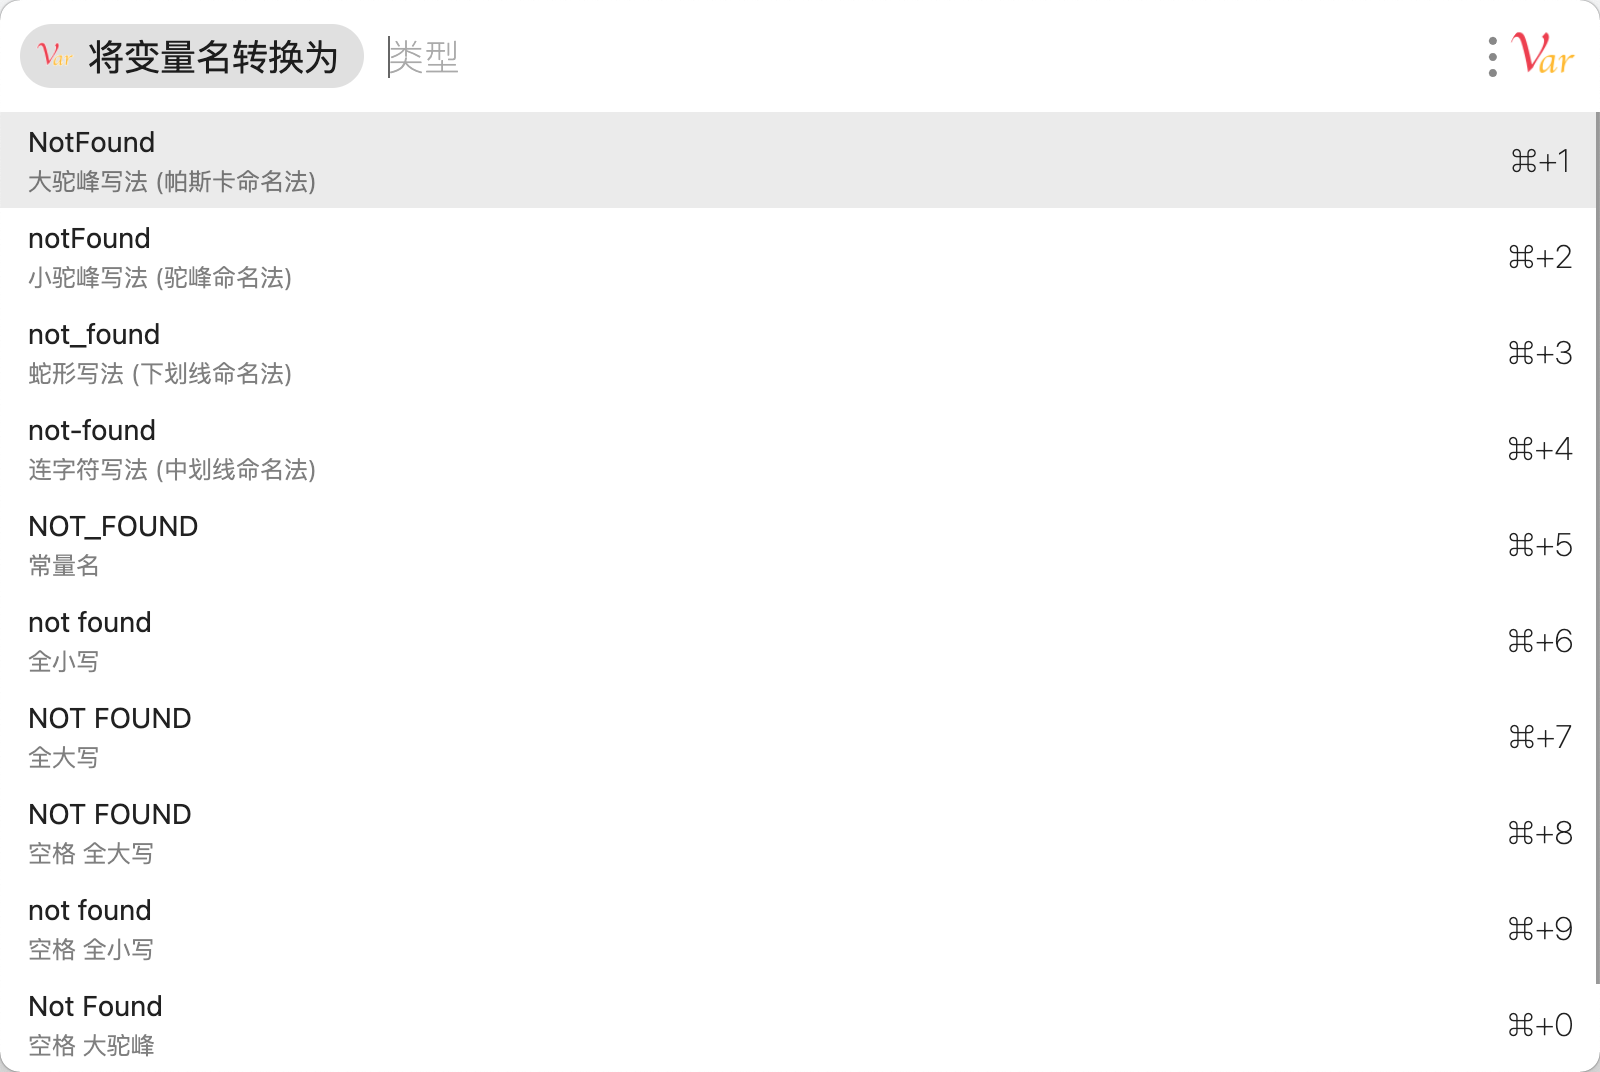 Var 将变量名转换为 类型 Var
NotFound
大驼峰写法 (帕斯卡命名法)
⌘+1
notFound
小驼峰写法 (驼峰命名法)
⌘+2
not_found
蛇形写法 (下划线命名法)
⌘+3
not-found
连字符写法 (中划线命名法)
⌘+4
NOT_FOUND
常量名
⌘+5
not found
全小写
⌘+6
NOT FOUND
全大写
⌘+7
NOT FOUND
空格 全大写
⌘+8
not found
空格 全小写
⌘+9
Not Found
空格 大驼峰
⌘+0